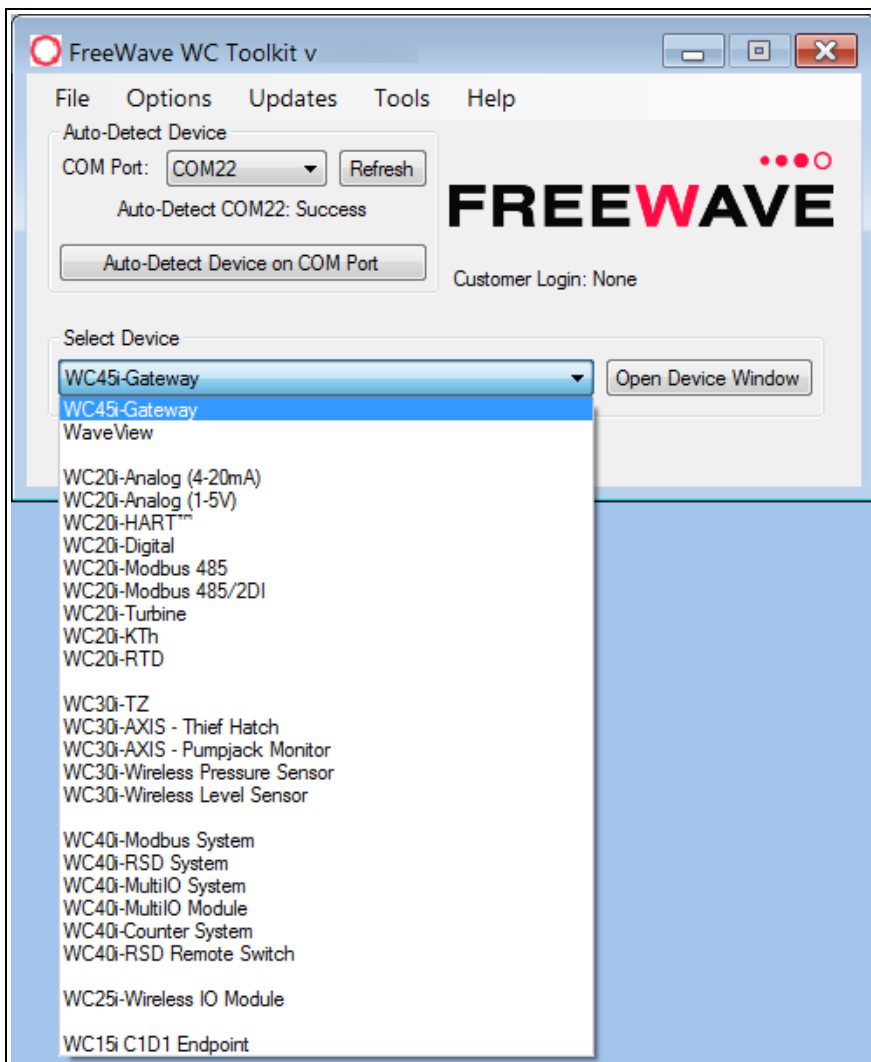 FreeWave WC Toolkit v
File Options Updates Tools Help
Auto-Detect Device
COM Port: COM22 Refresh
Auto-Detect COM22: Success
Auto-Detect Device on COM Port
FREEWAVE
Customer Login: None
Select Device
WC45i-Gateway Open Device Window
WC45i-Gateway
WaveView
WC20i-Analog (4-20mA)
WC20i-Analog (1-5V)
WC20i-HART™
WC20i-Digital
WC20i-Modbus 485
WC20i-Modbus 485/2DI
WC20i-Turbine
WC20i-KTh
WC20i-RTD
WC30i-TZ
WC30i-AXIS - Thief Hatch
WC30i-AXIS - Pumpjack Monitor
WC30i-Wireless Pressure Sensor
WC30i-Wireless Level Sensor
WC40i-Modbus System
WC40i-RSD System
WC40i-MultiIO System
WC40i-MultiIO Module
WC40i-Counter System
WC40i-RSD Remote Switch
WC25i-Wireless IO Module
WC15i C1D1 Endpoint